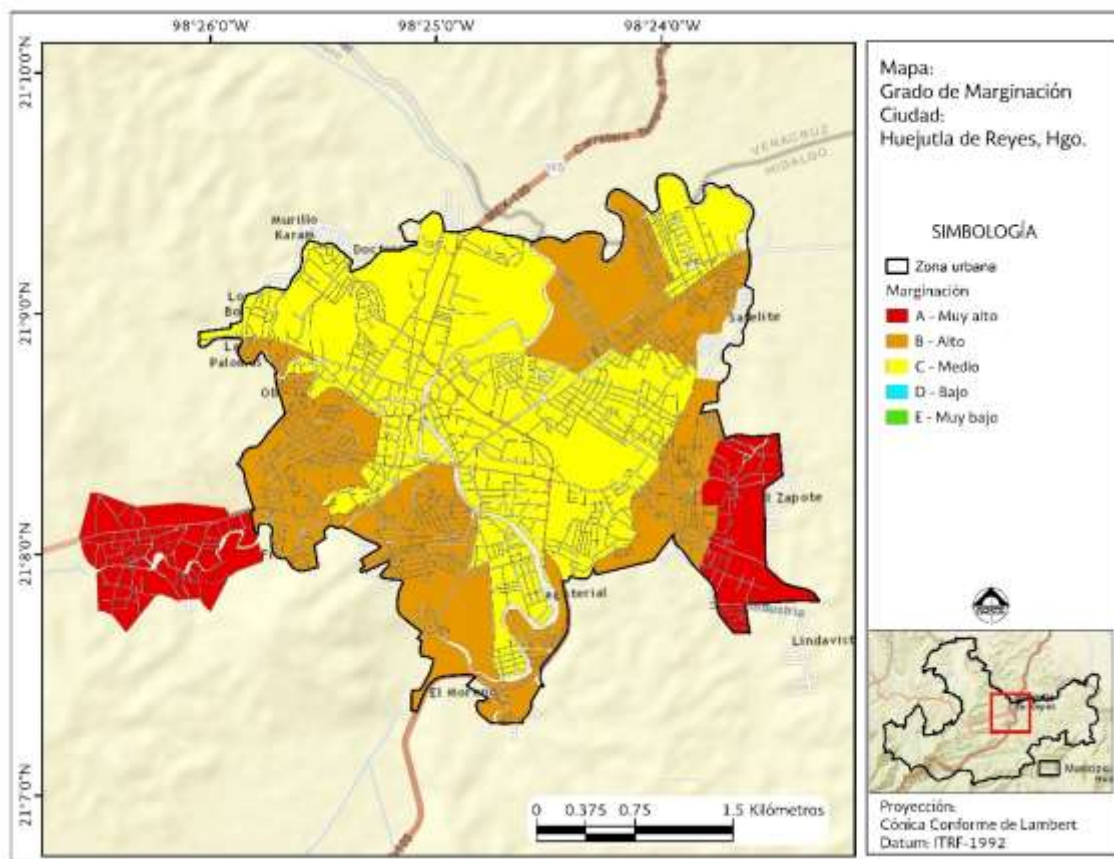 98°26'0"W
98°25'0"W
98°24'0"W
21°10'0"N
21°9'0"N
21°8'0"N
21°7'0"N
VERACRUZ
HIDALGO
Murillo
Karam
Satelite
Zapote
El
0 0.375 0.75 1.5 Kilómetros
Mapa:
Grado de Marginación
Ciudad:
Huejutla de Reyes, Hgo.
SIMBOLOGÍA
Zona urbana
Marginación
A - Muy alto
B - Alto
C - Medio
D - Bajo
E - Muy bajo
Proyección:
Cónica Conforme de Lambert
Datum: ITRF-1992